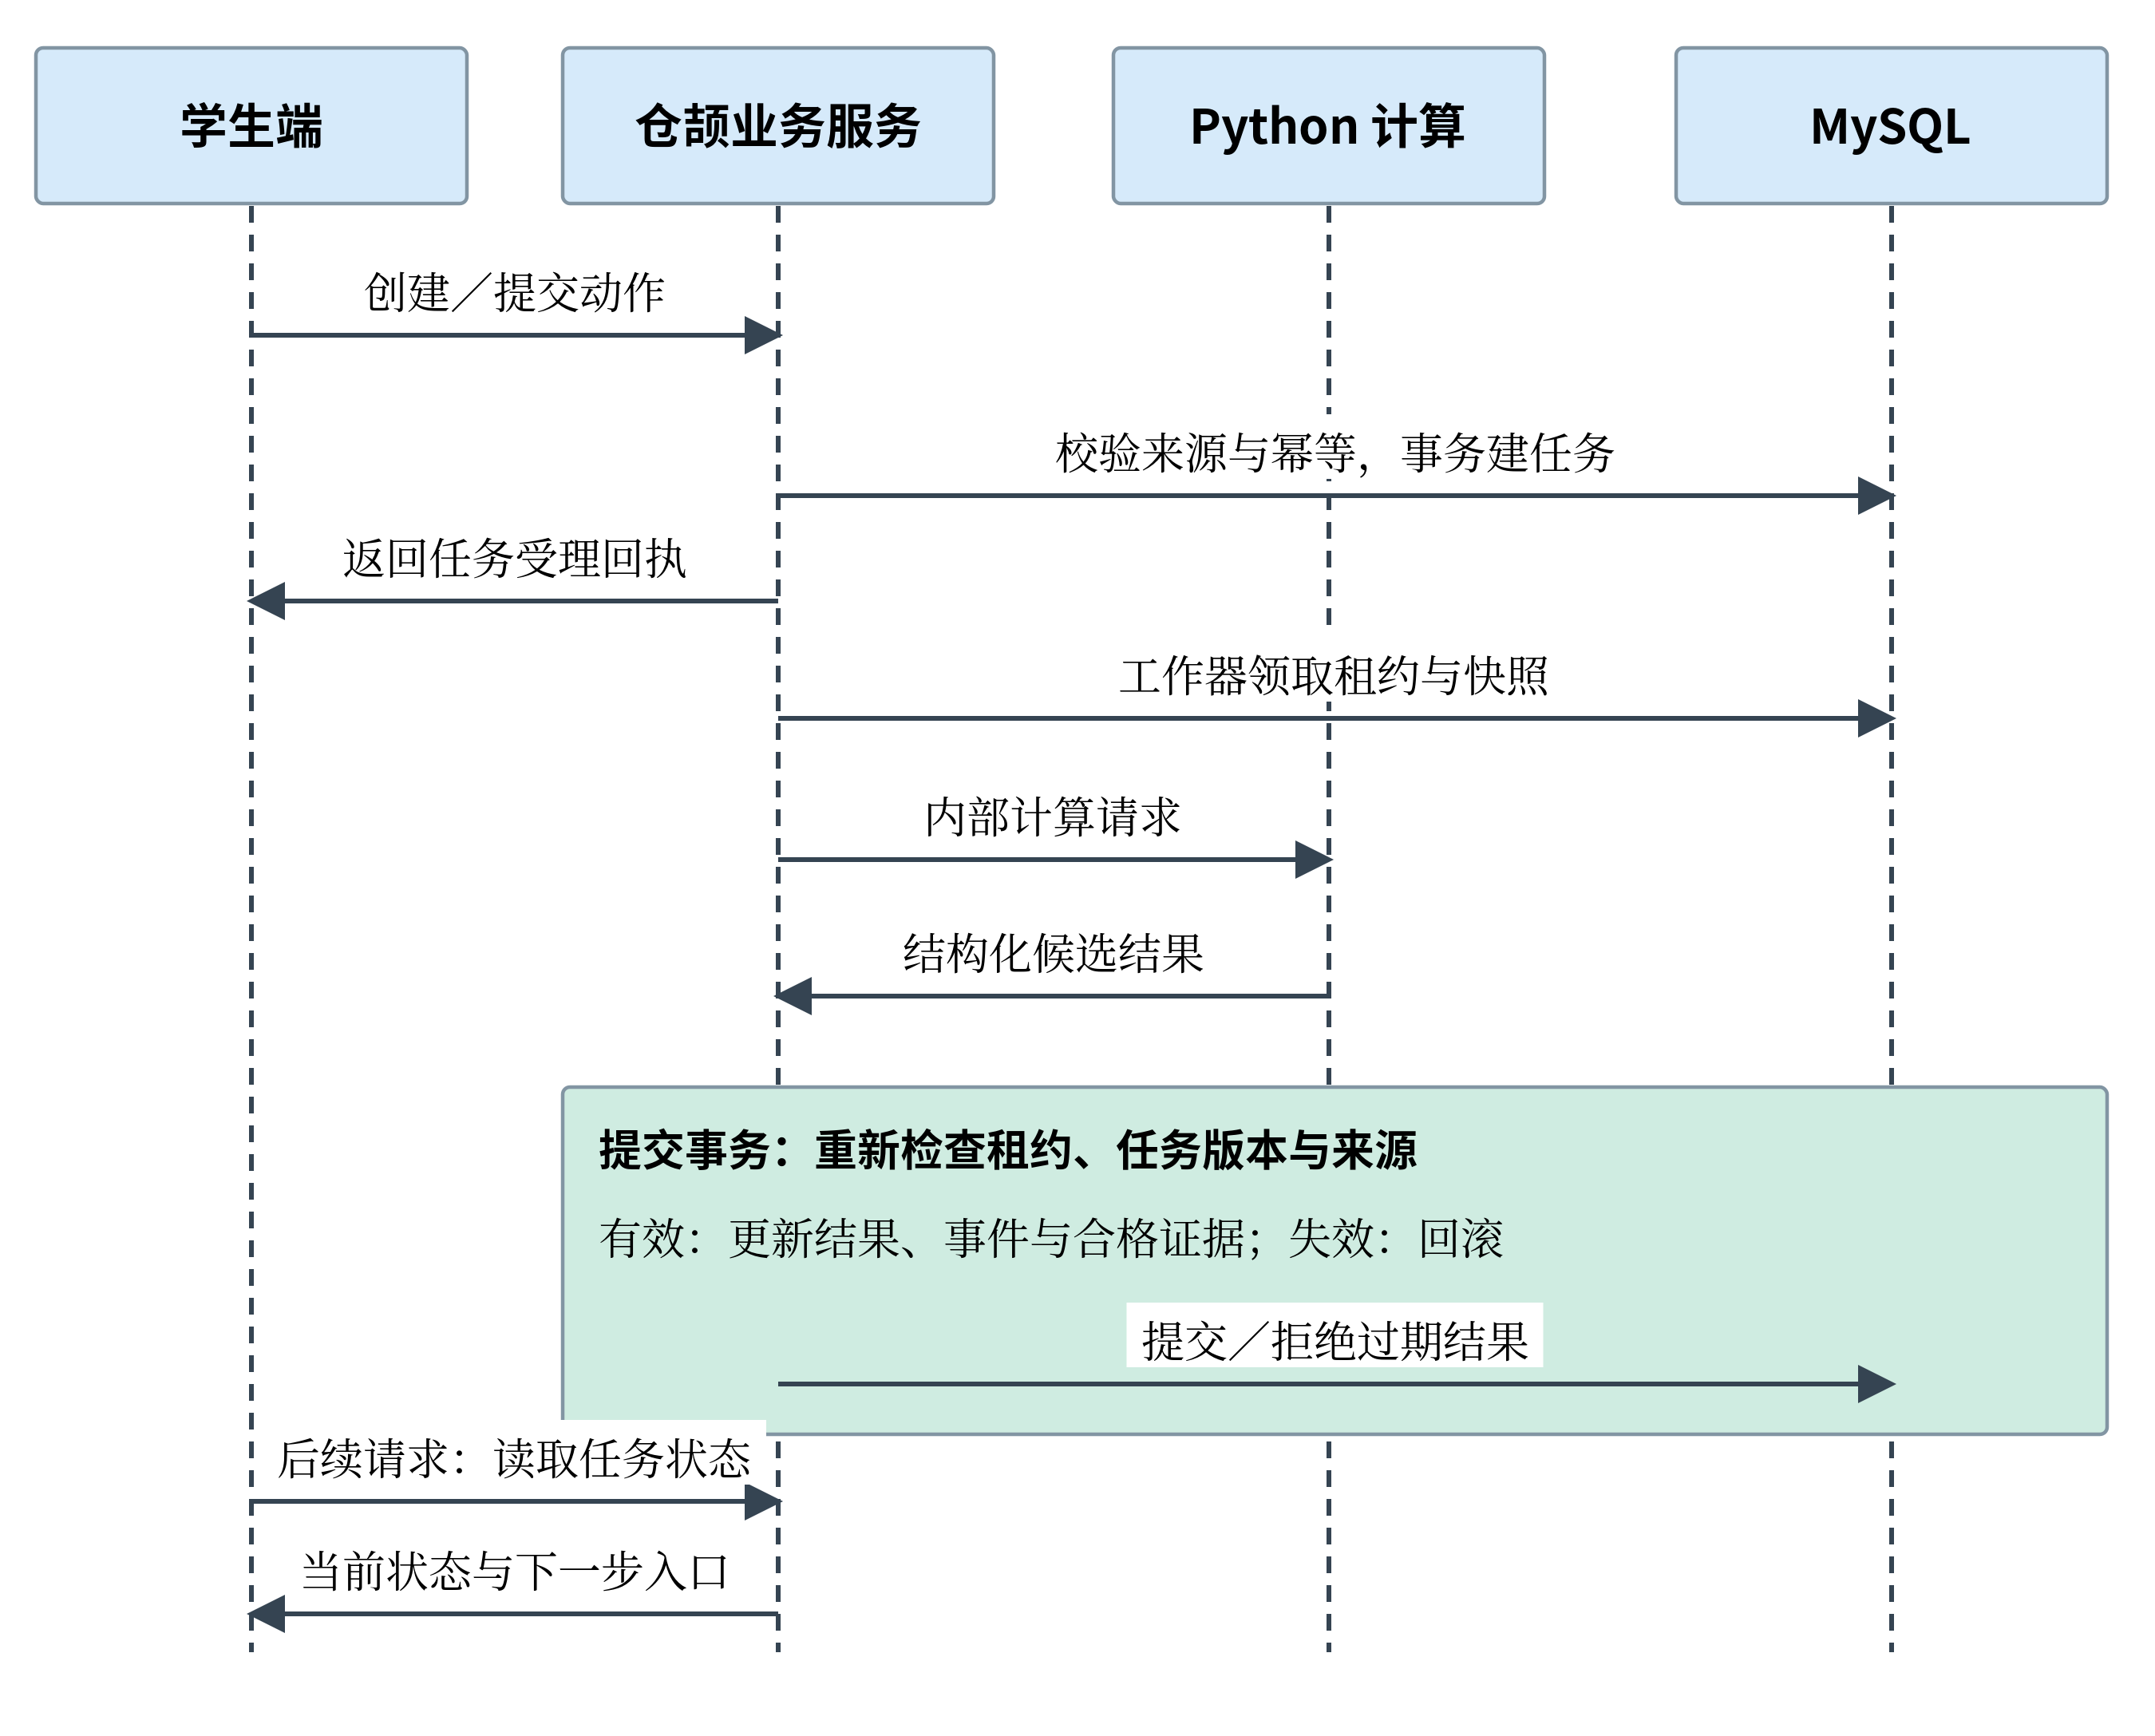 学生端
仓颉业务服务
Python 计算
MySQL
创建／提交动作
校验来源与幂等，事务建任务
返回任务受理回执
工作器领取租约与快照
内部计算请求
结构化候选结果
提交事务：重新检查租约、任务版本与来源
有效：更新结果、事件与合格证据；失效：回滚
提交／拒绝过期结果
后续请求：读取任务状态
当前状态与下一步入口